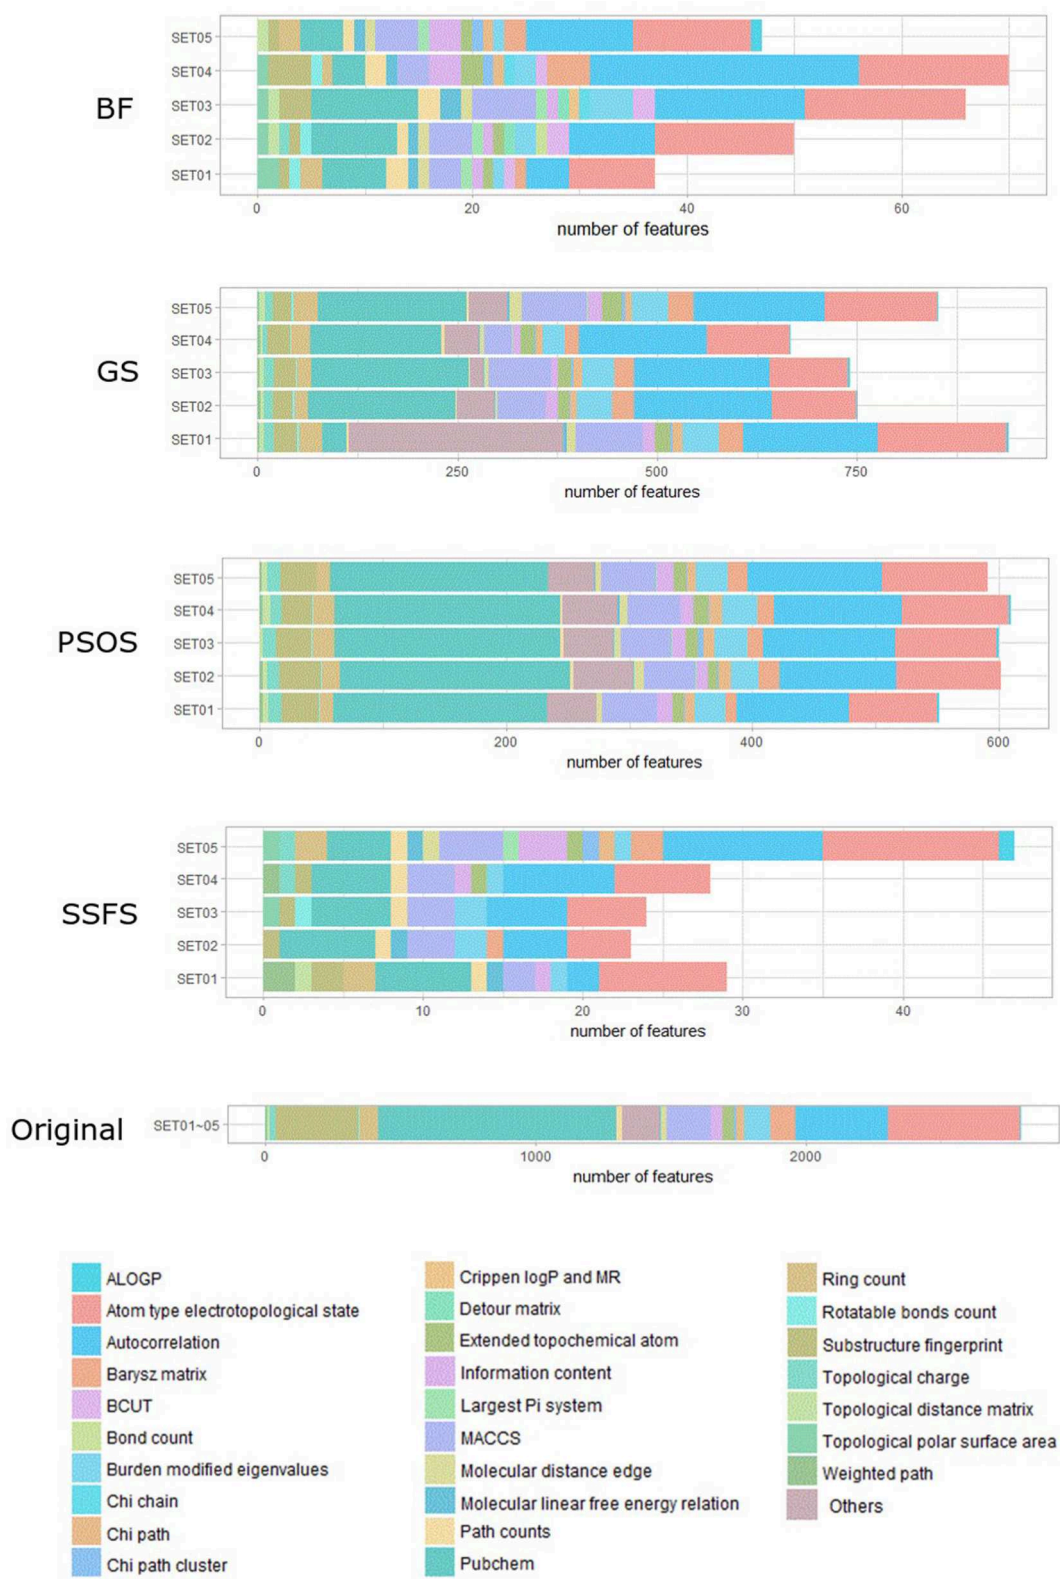 BF
SET05
SET04
SET03
SET02
SET01
0 20 40 60
number of features
GS
SET05
SET04
SET03
SET02
SET01
0 250 500 750
number of features
PSOS
SET05
SET04
SET03
SET02
SET01
0 200 400 600
number of features
SSFS
SET05
SET04
SET03
SET02
SET01
0 10 20 30 40
number of features
Original
SET01~05
0 1000 2000
number of features
ALOGP
Atom type electrotopological state
Autocorrelation
Barysz matrix
BCUT
Bond count
Burden modified eigenvalues
Chi chain
Chi path
Chi path cluster
Crippen logP and MR
Detour matrix
Extended topochemical atom
Information content
Largest Pi system
MACCS
Molecular distance edge
Molecular linear free energy relation
Path counts
Pubchem
Ring count
Rotatable bonds count
Substructure fingerprint
Topological charge
Topological distance matrix
Topological polar surface area
Weighted path
Others